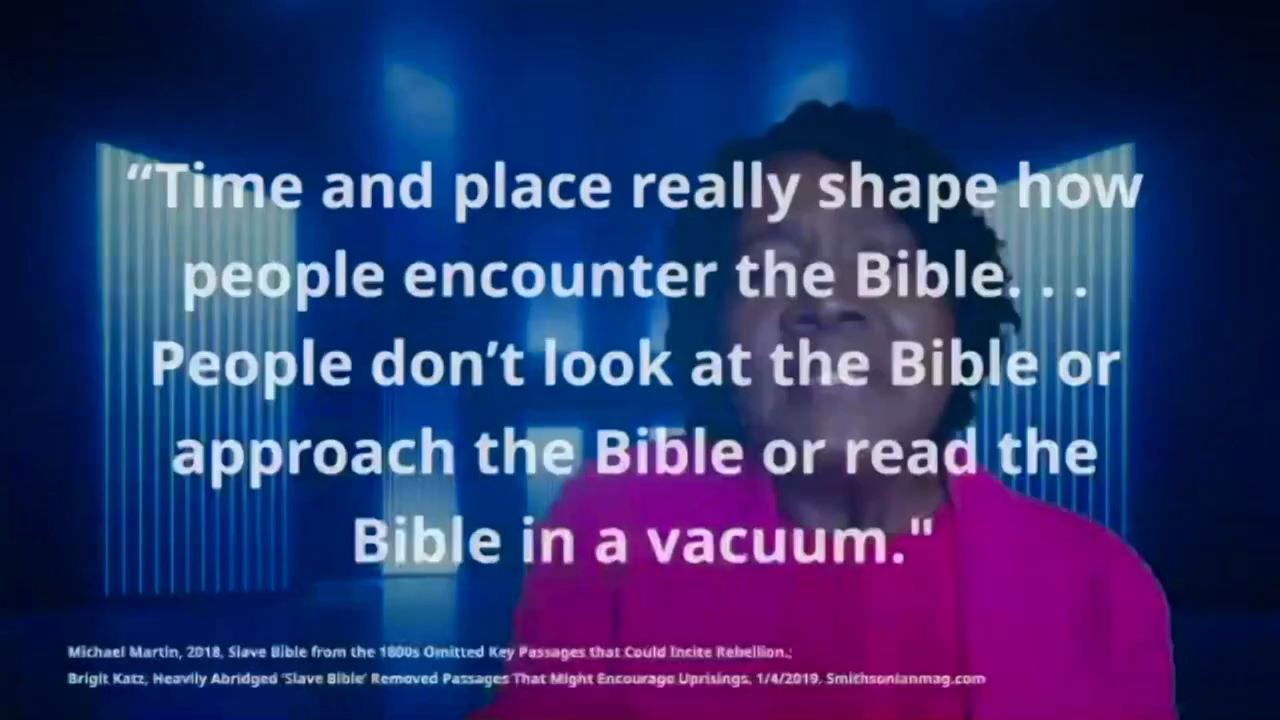 “Time and place really shape how
people encounter the Bible. . .
People don’t look at the Bible or
approach the Bible or read the
Bible in a vacuum."
Michael Martin, 2018, Slave Bible from the 1800s Omitted Key Passages that Could Incite Rebellion.;
Brigit Katz, Heavily Abridged ‘Slave Bible’ Removed Passages That Might Encourage Uprisings, 1/4/2019. Smithsonianmag.com